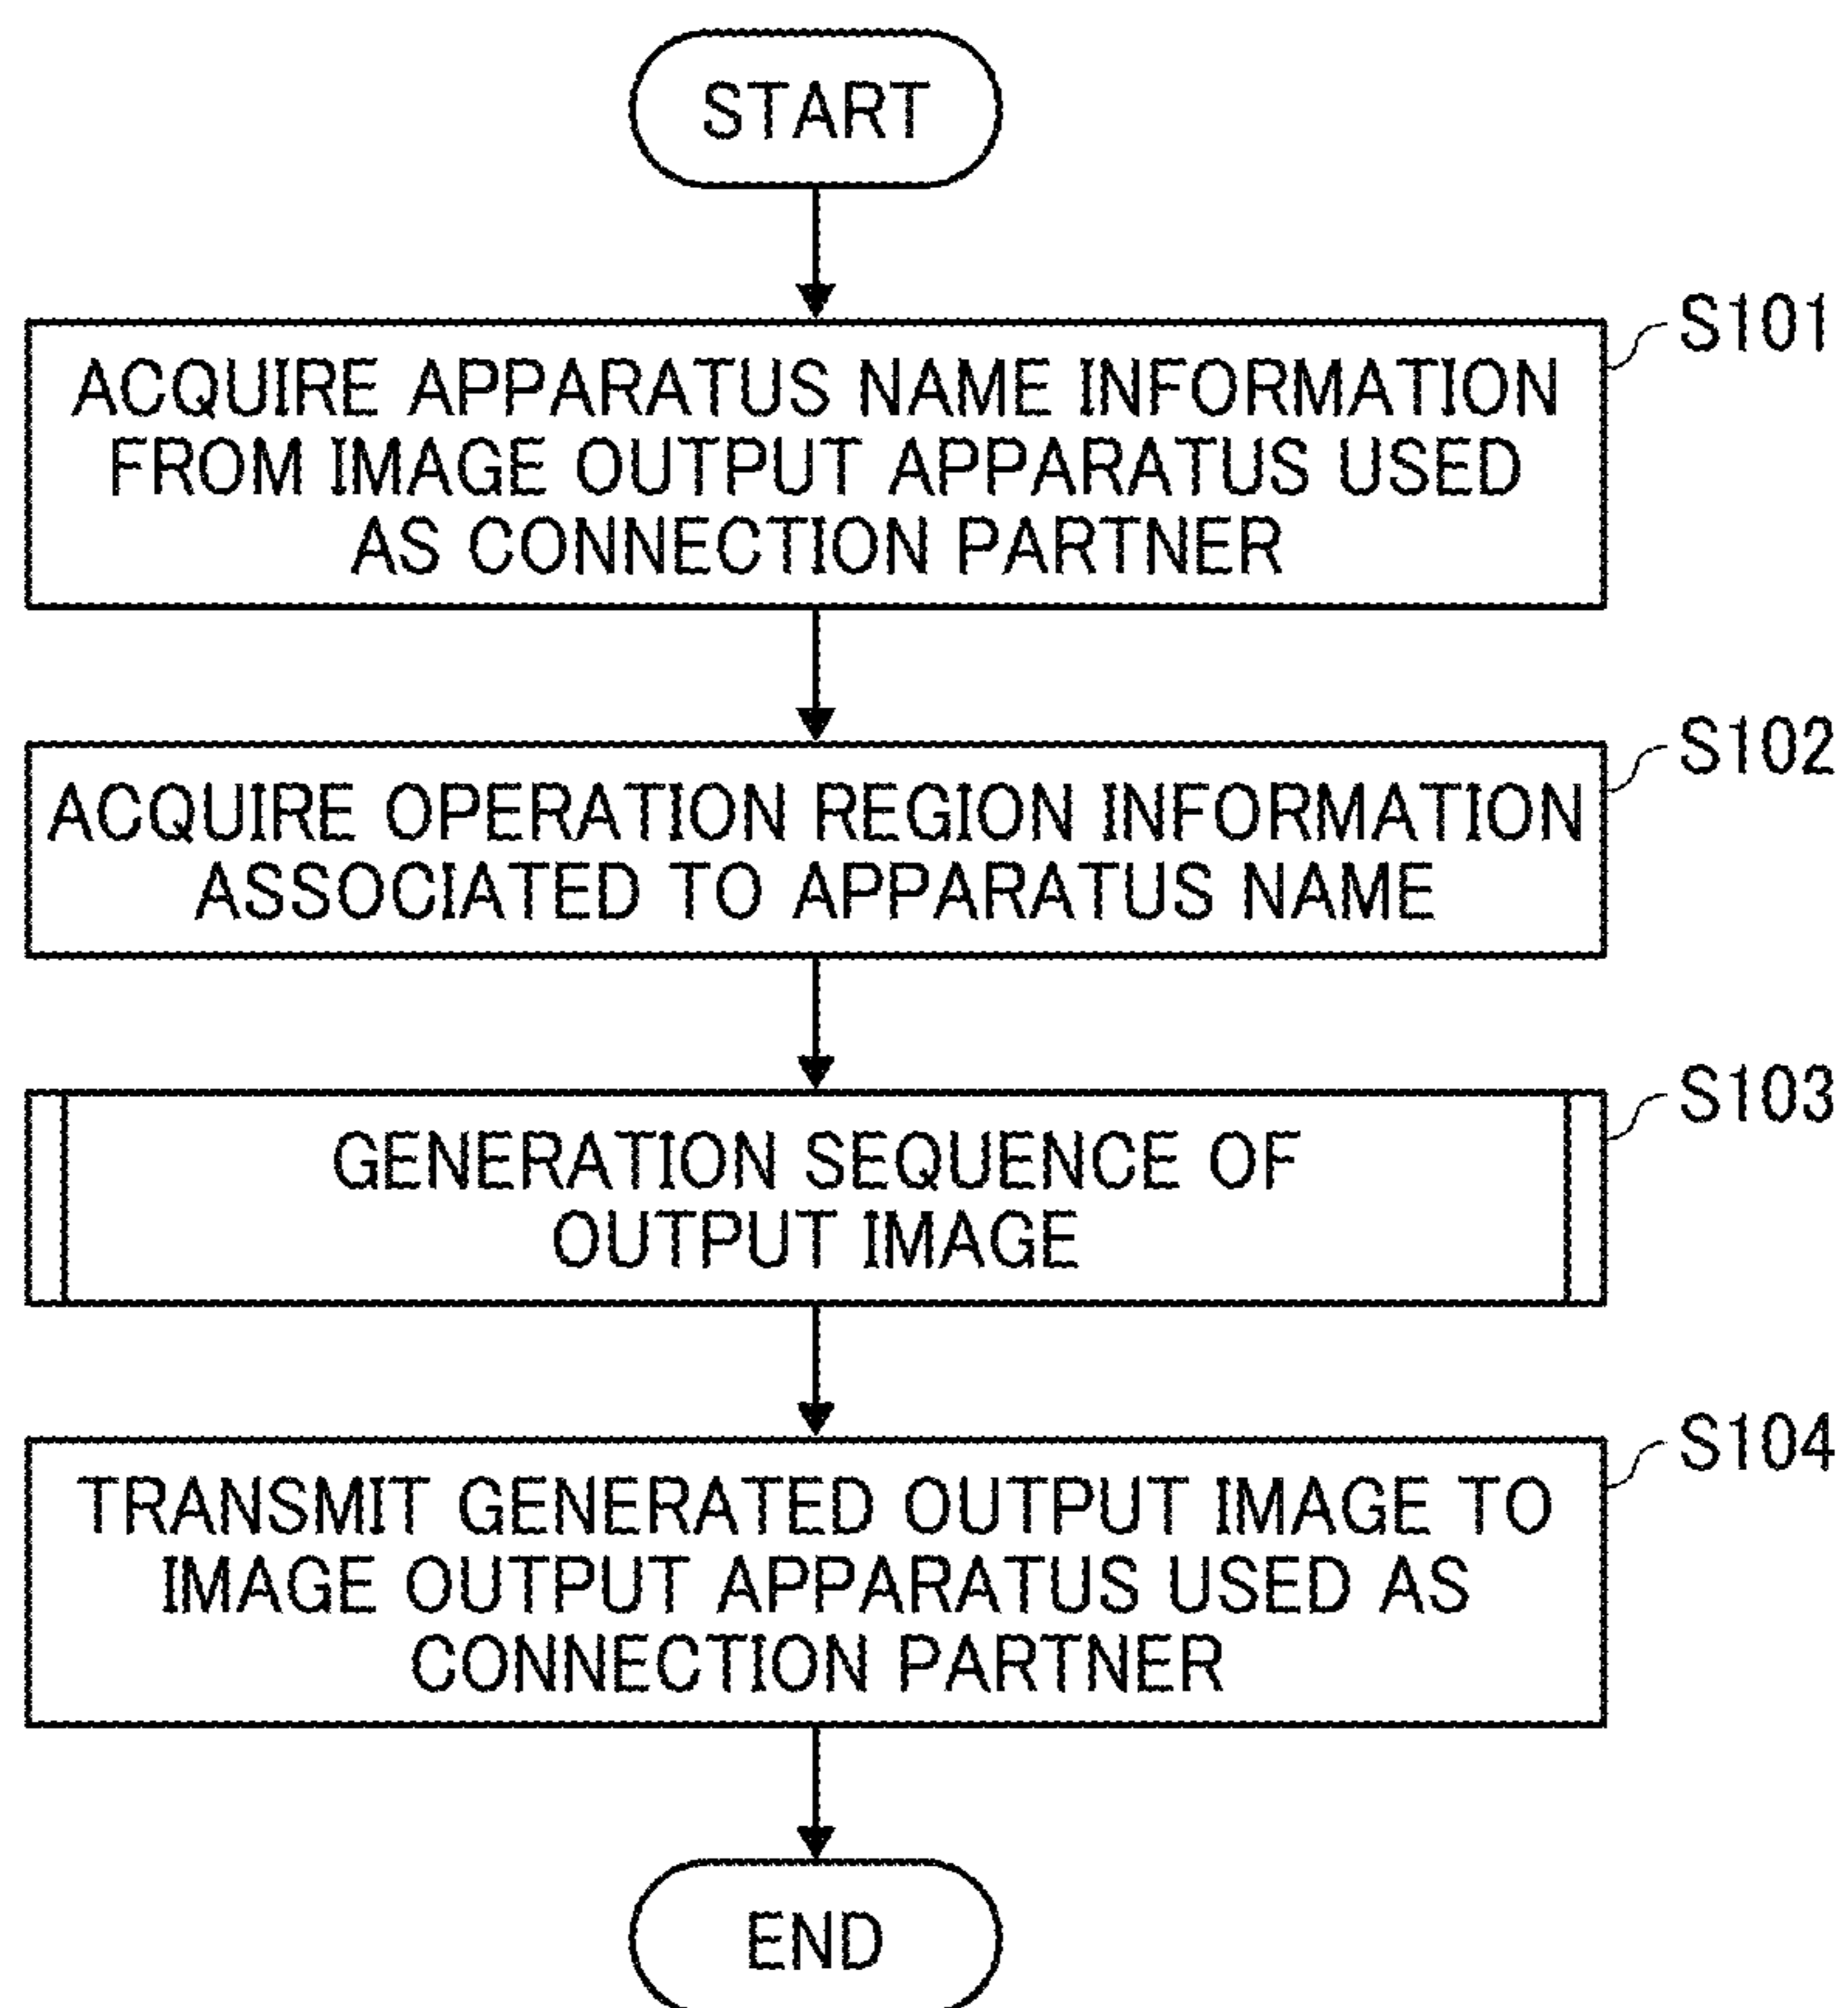 START
S101
ACQUIRE APPARATUS NAME INFORMATION
FROM IMAGE OUTPUT APPARATUS USED
AS CONNECTION PARTNER
S102
ACQUIRE OPERATION REGION INFORMATION
ASSOCIATED TO APPARATUS NAME
S103
GENERATION SEQUENCE OF
OUTPUT IMAGE
S104
TRANSMIT GENERATED OUTPUT IMAGE TO
IMAGE OUTPUT APPARATUS USED AS
CONNECTION PARTNER
END